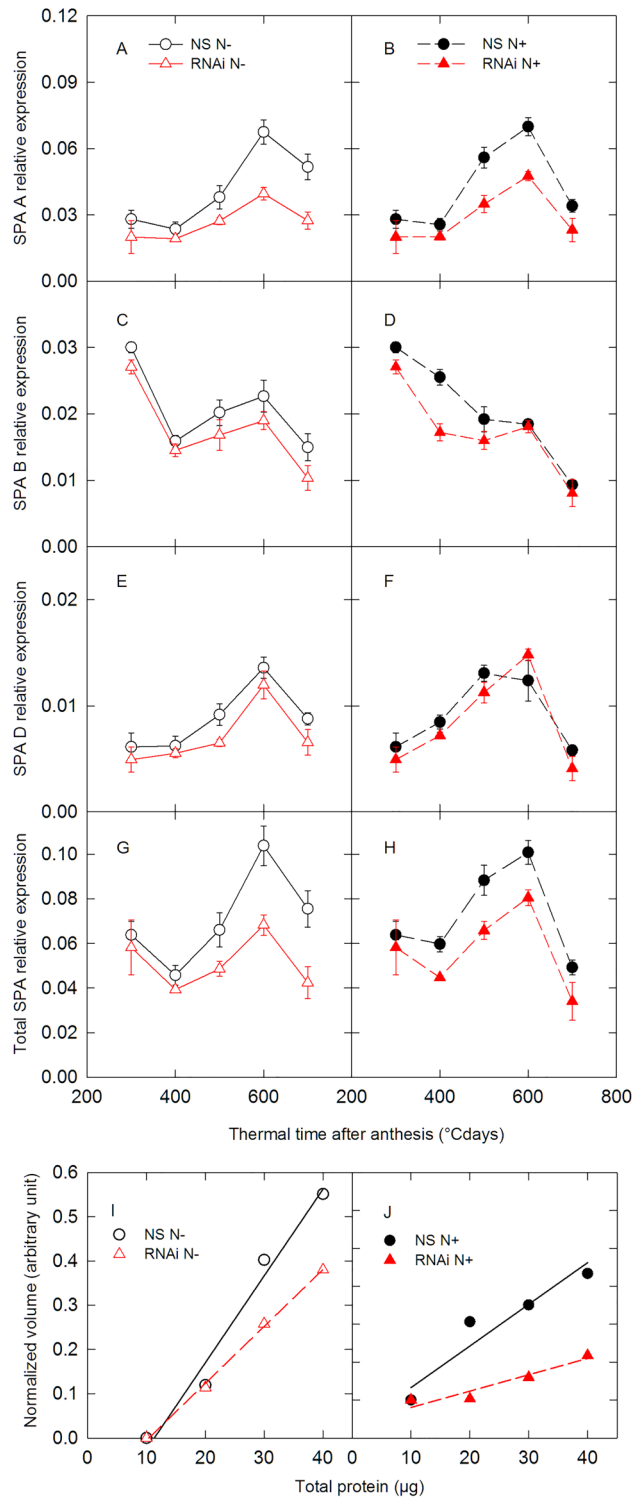 A
NS N-
RNAi N-
B
NS N+
RNAi N+
0.12
0.09
0.06
0.03
0.00
SPA A relative expression
C
D
0.03
0.02
0.01
0.00
SPA B relative expression
E
F
0.02
0.01
0.00
SPA D relative expression
G
H
0.10
0.08
0.06
0.04
0.02
0.00
Total SPA relative expression
200 400 600 200 400 600 800
Thermal time after anthesis (°Cdays)
I
NS N-
RNAi N-
J
NS N+
RNAi N+
0.6
0.5
0.4
0.3
0.2
0.1
0.0
Normalized volume (arbitrary unit)
0 10 20 30 40 0 10 20 30 40
Total protein (µg)